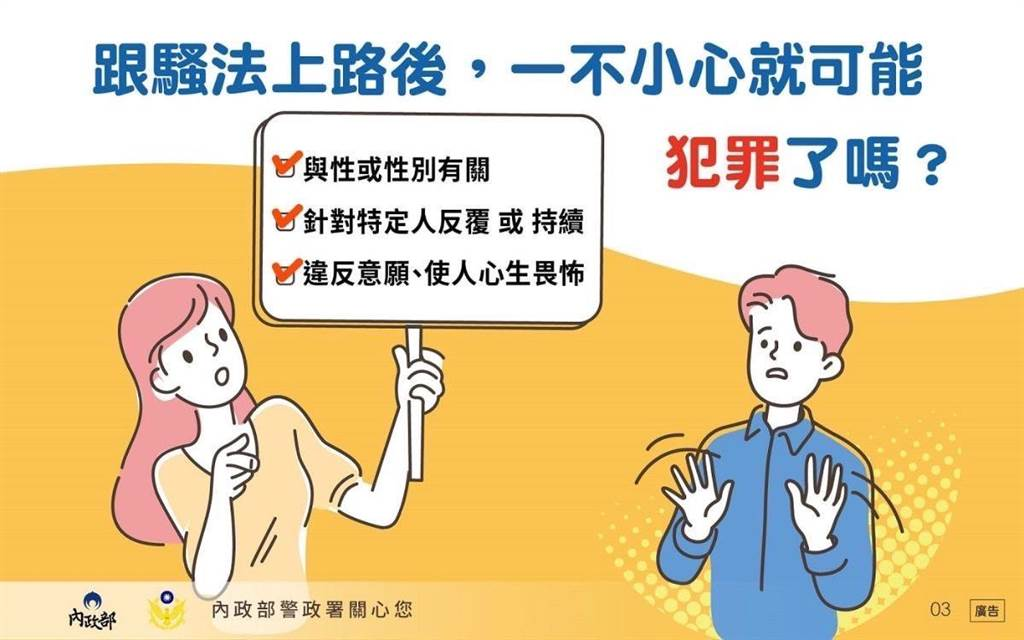 跟騷法上路後，一不小心就可能
犯罪了嗎？
與性或性別有關
針對特定人反覆 或 持續
違反意願、使人心生畏怖
內政部
內政部警政署關心您
03
廣告